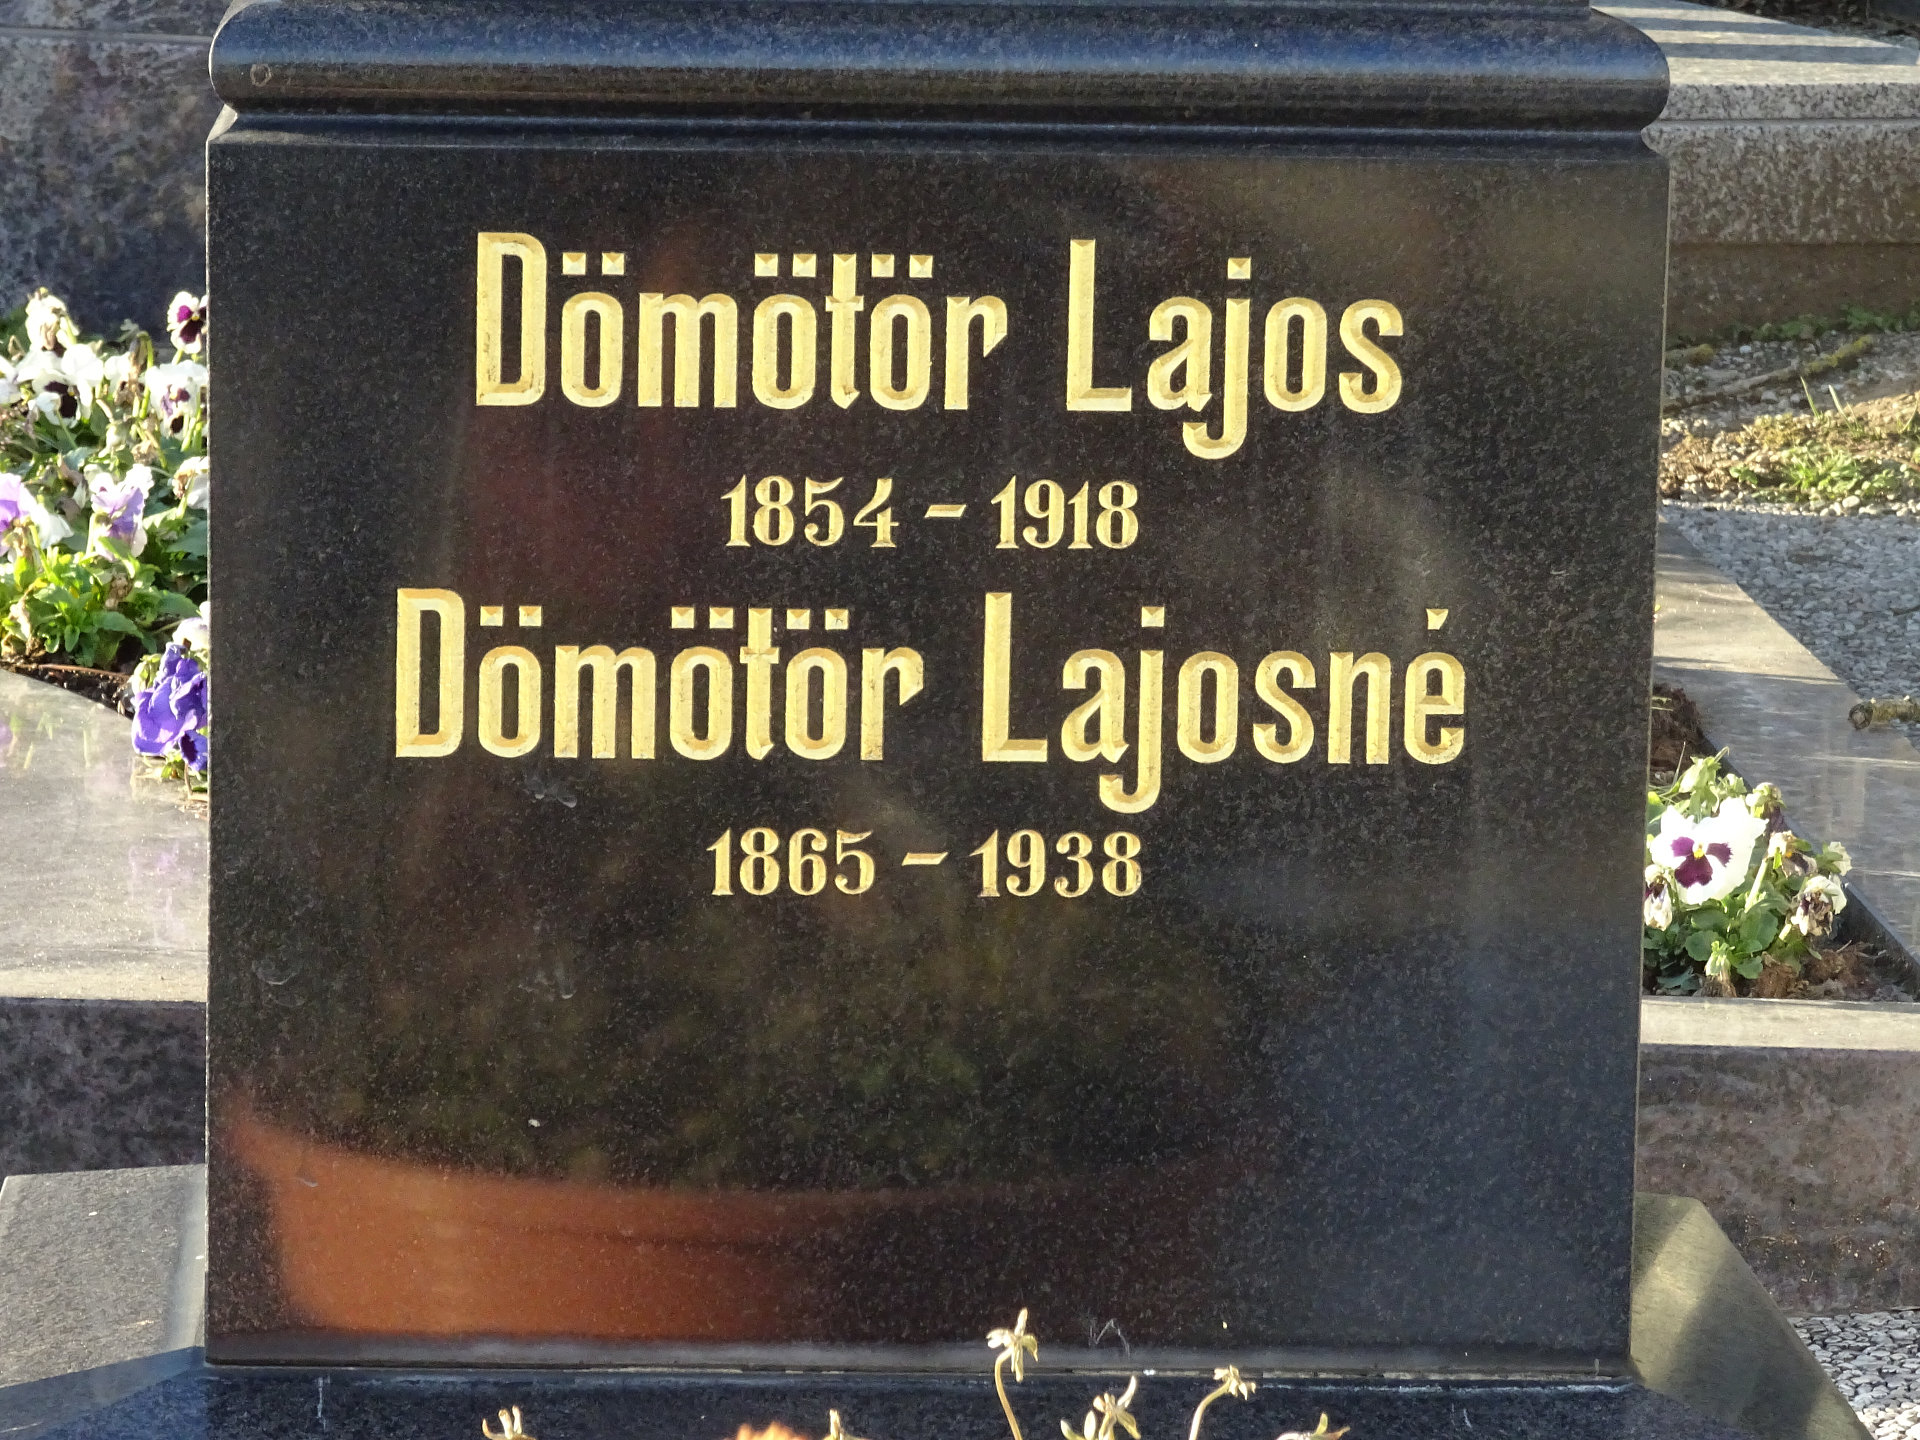 Dömötör Lajos
1854 - 1918
Dömötör Lajosné
1865 - 1938